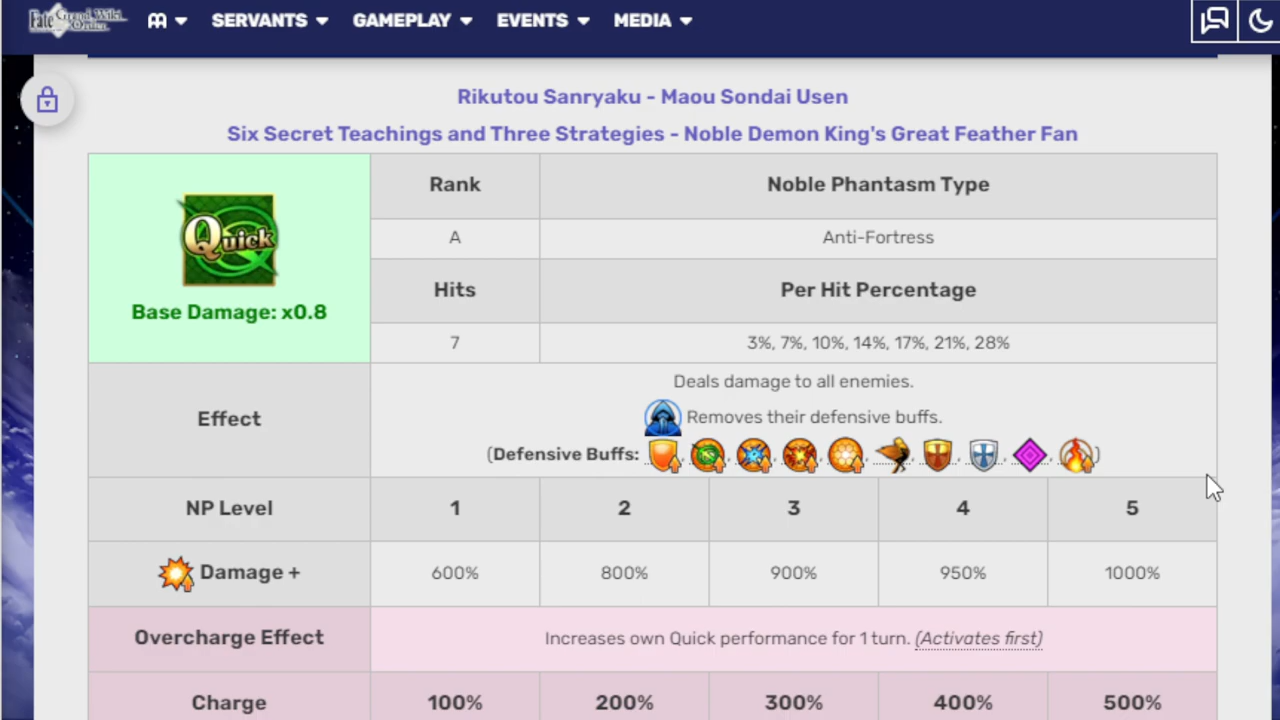 Fate Grand Order Wiki
SERVANTS GAMEPLAY EVENTS MEDIA
Rikutou Sanryaku - Maou Sondai Usen
Six Secret Teachings and Three Strategies - Noble Demon King's Great Feather Fan
Quick
Base Damage: x0.8
Rank Noble Phantasm Type
A Anti-Fortress
Hits Per Hit Percentage
7 3%, 7%, 10%, 14%, 17%, 21%, 28%
Effect
Deals damage to all enemies.
Removes their defensive buffs.
(Defensive Buffs: , , , , , , , , , )
NP Level 1 2 3 4 5
Damage + 600% 800% 900% 950% 1000%
Overcharge Effect Increases own Quick performance for 1 turn. (Activates first)
Charge 100% 200% 300% 400% 500%